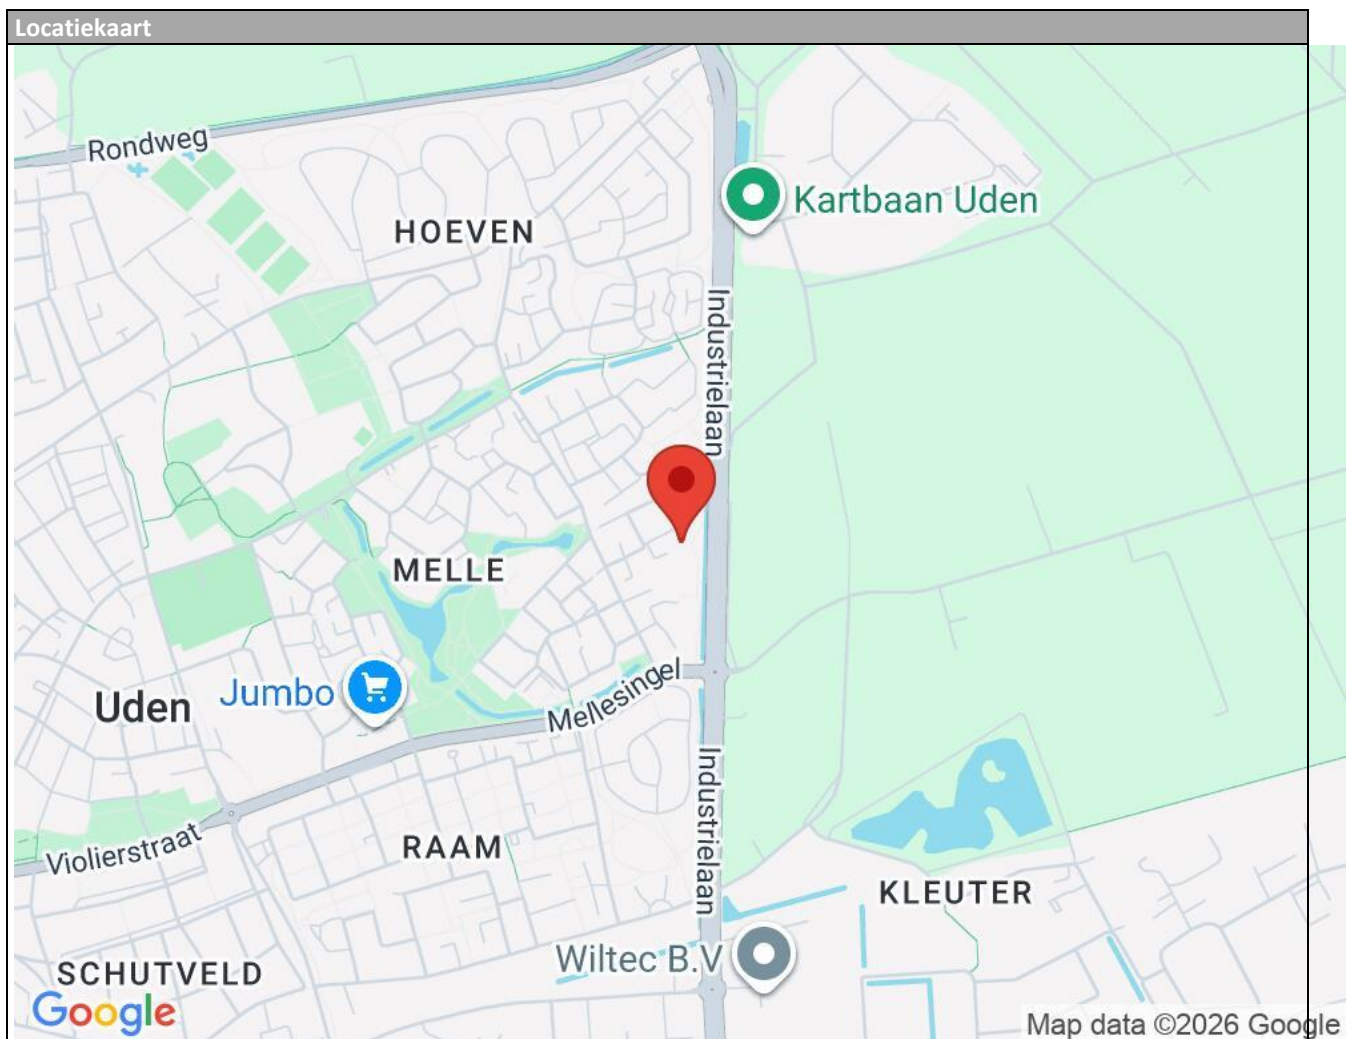 Locatiekaart
Rondweg
Kartbaan Uden
HOEVEN
Industrielaan
MELLE
Mellesingel
Uden
Jumbo
Industrielaan
Violierstraat
RAAM
KLEUTER
Wiltec B.V
SCHUTVELD
Google
Map data ©2026 Google